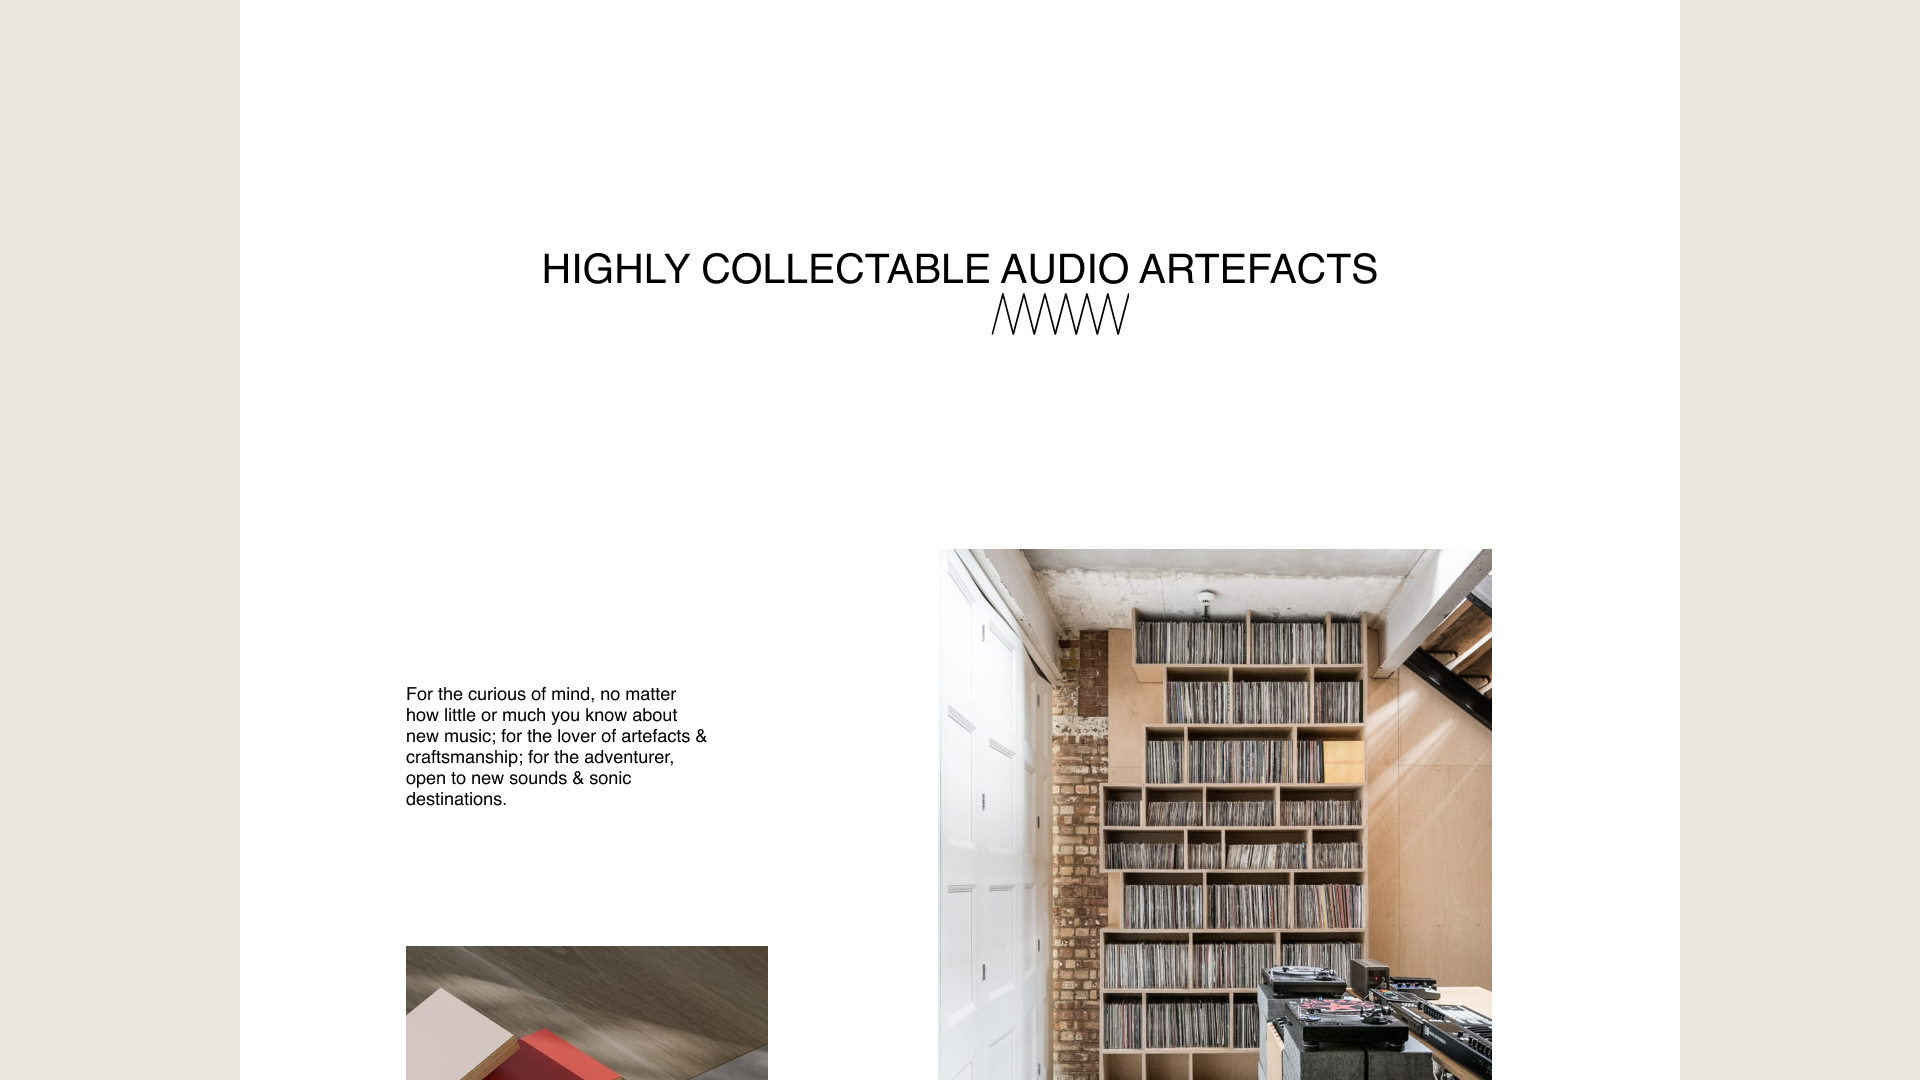 HIGHLY COLLECTABLE AUDIO ARTEFACTS
For the curious of mind, no matter
how little or much you know about
new music; for the lover of artefacts &
craftsmanship; for the adventurer,
open to new sounds & sonic
destinations.